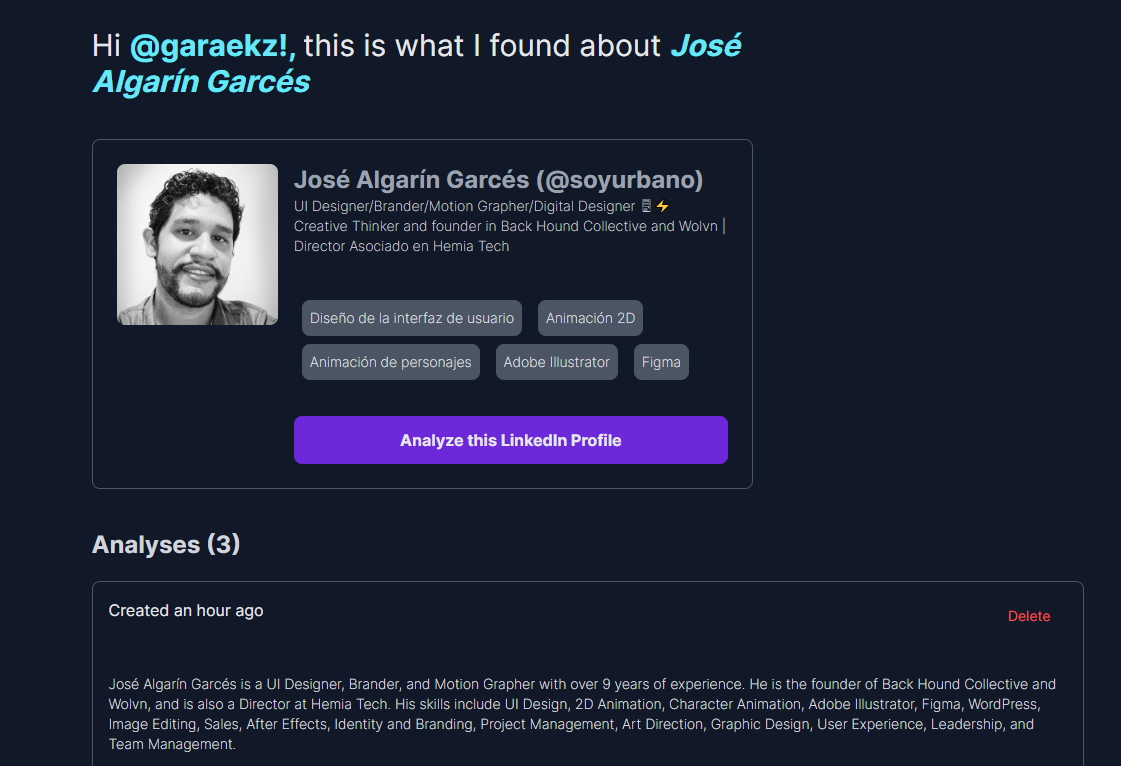 Hi @garaekz!, this is what I found about José
Algarín Garcés
José Algarín Garcés (@soyurbano)
UI Designer/Brander/Motion Grapher/Digital Designer 🖥⚡
Creative Thinker and founder in Back Hound Collective and Wolvn |
Director Asociado en Hemia Tech
Diseño de la interfaz de usuario
Animación 2D
Animación de personajes
Adobe Illustrator
Figma
Analyze this LinkedIn Profile
Analyses (3)
Created an hour ago
Delete
José Algarín Garcés is a UI Designer, Brander, and Motion Grapher with over 9 years of experience. He is the founder of Back Hound Collective and
Wolvn, and is also a Director at Hemia Tech. His skills include UI Design, 2D Animation, Character Animation, Adobe Illustrator, Figma, WordPress,
Image Editing, Sales, After Effects, Identity and Branding, Project Management, Art Direction, Graphic Design, User Experience, Leadership, and
Team Management.